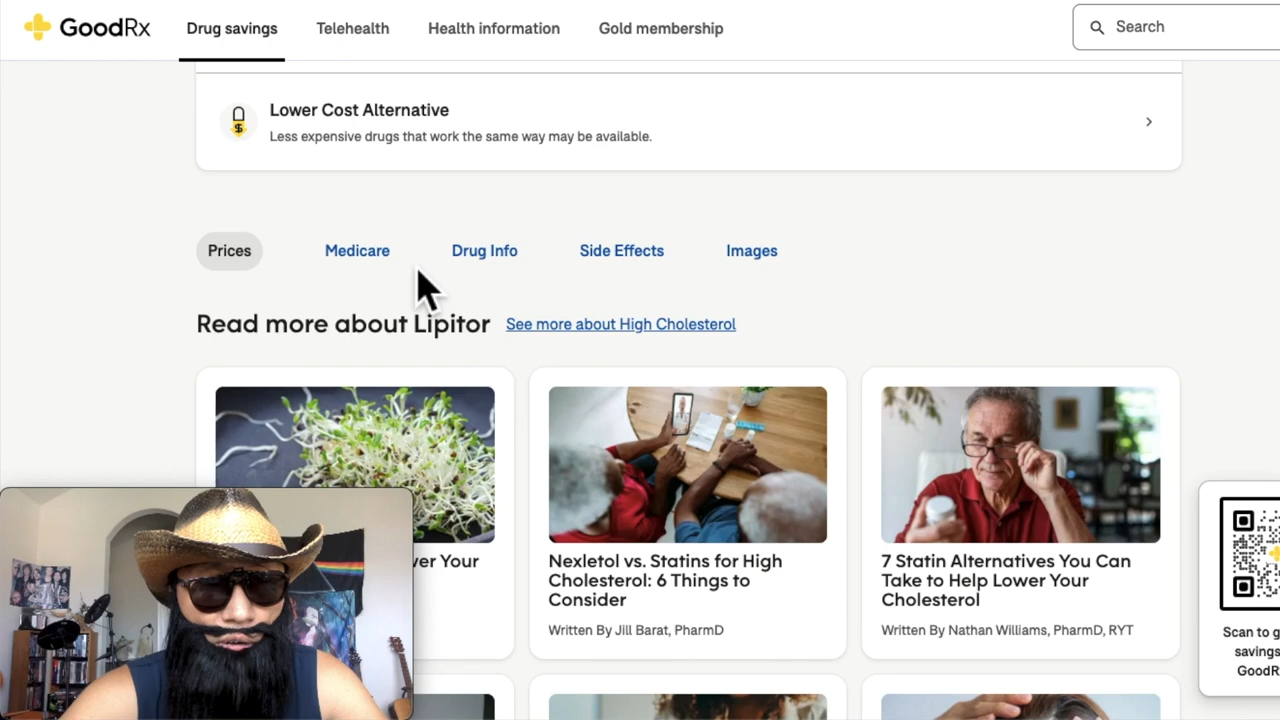 GoodRx
Drug savings
Telehealth
Health information
Gold membership
Search
Lower Cost Alternative
Less expensive drugs that work the same way may be available.
Prices
Medicare
Drug Info
Side Effects
Images
Read more about Lipitor
See more about High Cholesterol
ver Your
Nexletol vs. Statins for High
Cholesterol: 6 Things to
Consider
Written By Jill Barat, PharmD
7 Statin Alternatives You Can
Take to Help Lower Your
Cholesterol
Written By Nathan Williams, PharmD, RYT
Scan to g
savings
GoodR